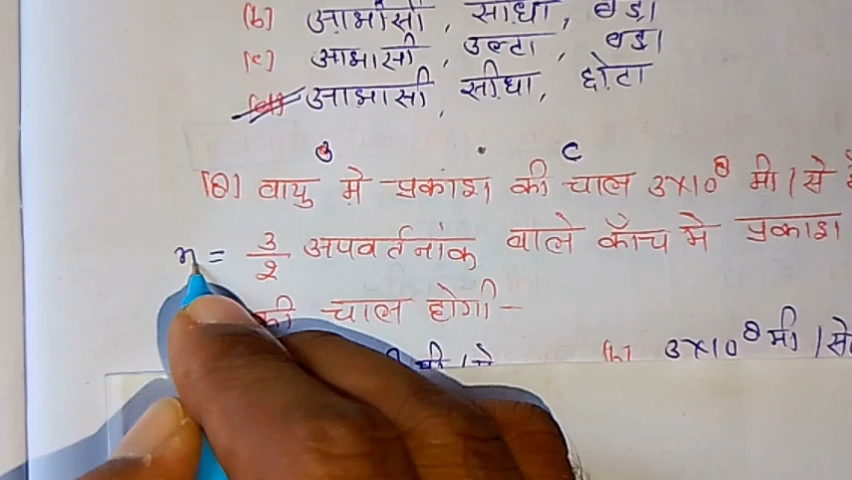 (b) आभासी, सीधा, बड़ा
(c) आभासी, उल्टा, बड़ा
(d) आभासी, सीधा, छोटा
C
(8) वायु मे प्रकाश की चाल 3×10⁸ मी/से है
n = 3/2 अपवर्तनांक वाले काँच मे प्रकाश
की चाल होगी-
(b) 3×10⁸ मी/से